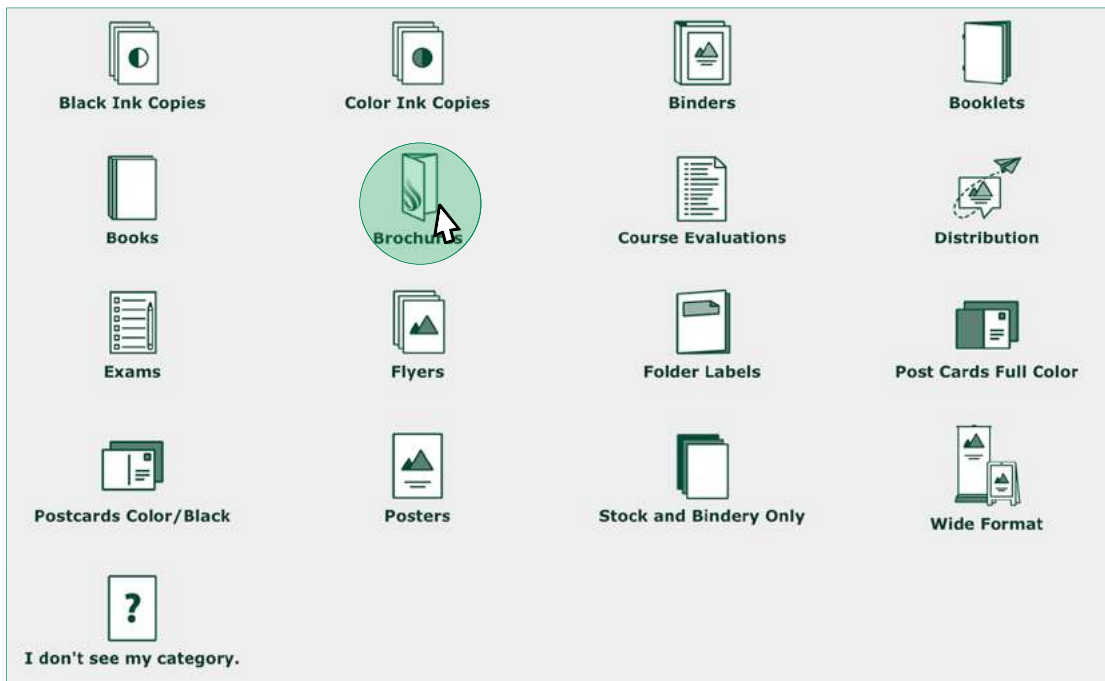 Black Ink Copies
Color Ink Copies
Binders
Booklets
Books
Brochures
Course Evaluations
Distribution
Exams
Flyers
Folder Labels
Post Cards Full Color
Postcards Color/Black
Posters
Stock and Bindery Only
Wide Format
?
I don't see my category.